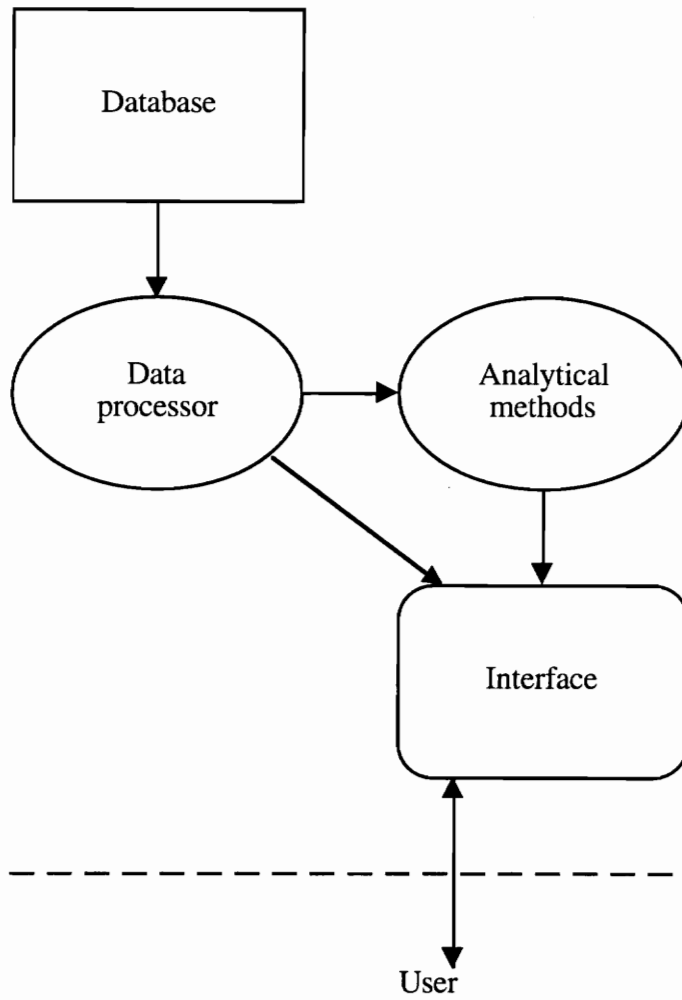 Database
Data
processor
Analytical
methods
Interface
User